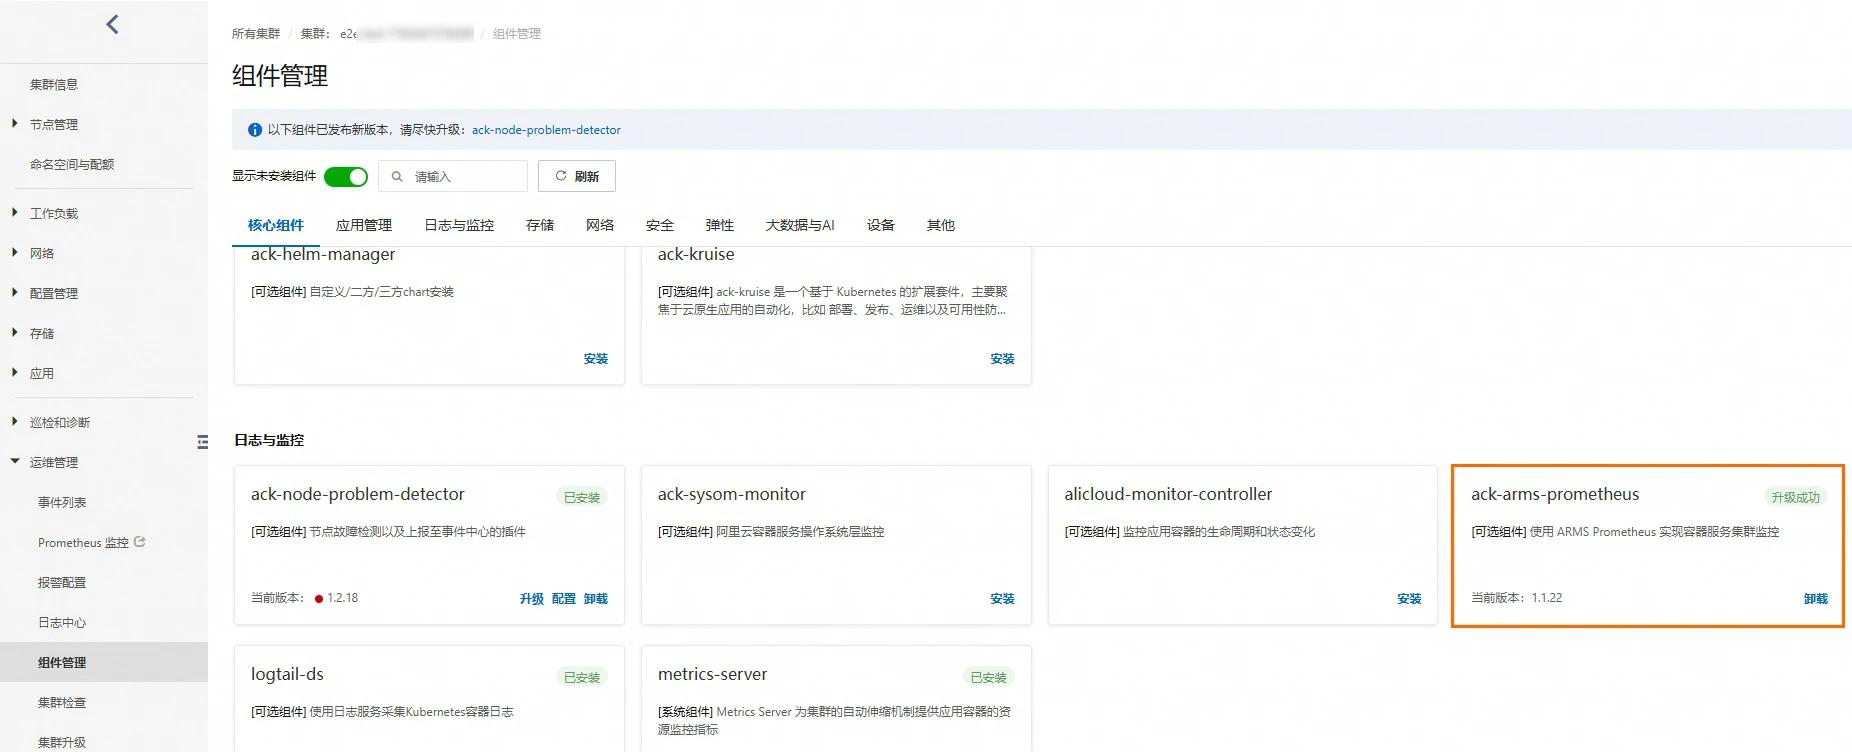 所有集群 / 集群： e2e / 组件管理
组件管理
以下组件已发布新版本，请尽快升级：ack-node-problem-detector
显示未安装组件 请输入 刷新
核心组件 应用管理 日志与监控 存储 网络 安全 弹性 大数据与AI 设备 其他
集群信息
节点管理
命名空间与配额
工作负载
网络
配置管理
存储
应用
巡检和诊断
运维管理
事件列表
Prometheus 监控
报警配置
日志中心
组件管理
集群检查
集群升级
ack-helm-manager
[可选组件] 自定义/二方/三方chart安装
安装
ack-kruise
[可选组件] ack-kruise 是一个基于 Kubernetes 的扩展套件，主要聚
焦于云原生应用的自动化，比如 部署、发布、运维以及可用性防...
安装
日志与监控
ack-node-problem-detector 已安装
[可选组件] 节点故障检测以及上报至事件中心的插件
当前版本： 1.2.18 升级 配置 卸载
ack-sysom-monitor
[可选组件] 阿里云容器服务操作系统层监控
安装
alicloud-monitor-controller
[可选组件] 监控应用容器的生命周期和状态变化
安装
ack-arms-prometheus 升级成功
[可选组件] 使用 ARMS Prometheus 实现容器服务集群监控
当前版本：1.1.22 卸载
logtail-ds 已安装
[可选组件] 使用日志服务采集Kubernetes容器日志
metrics-server 已安装
[系统组件] Metrics Server 为集群的自动伸缩机制提供应用容器的资
源监控指标